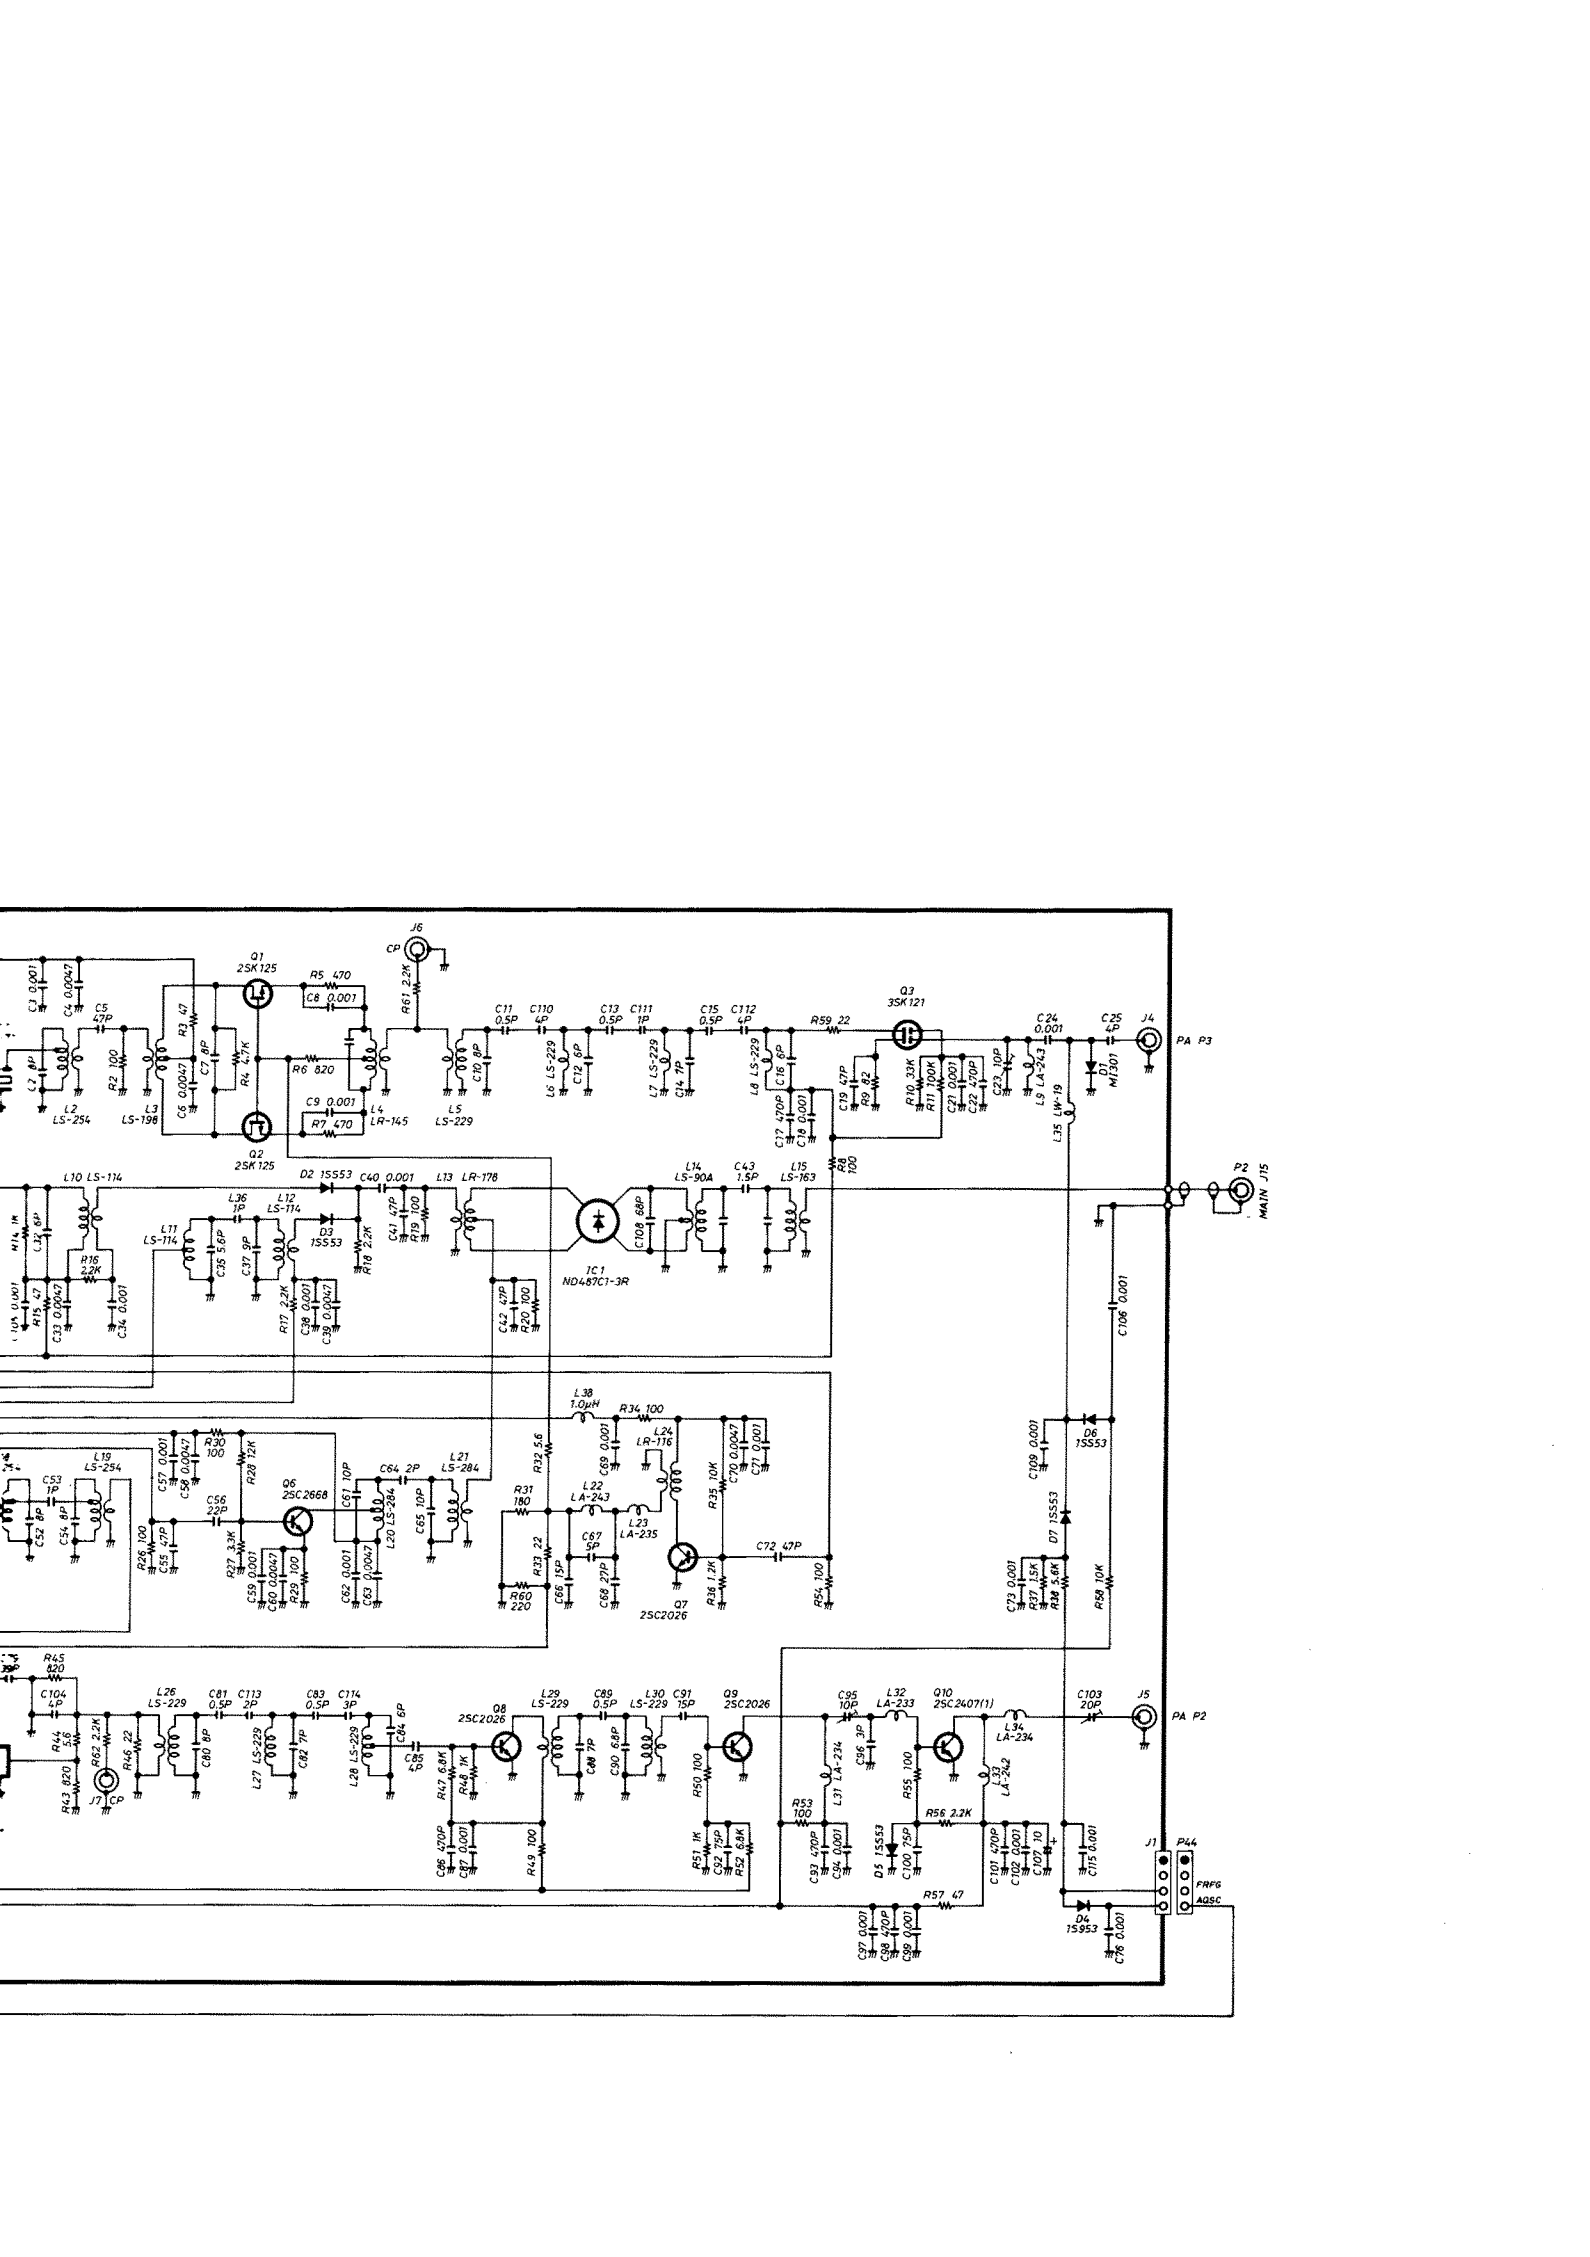 J6
CP
R61 2.2K
Q1
2SK125
R5 470
C8 0.001
C3 0.001
C4 0.0047
C5
47P
R3 47
C2 8P
R2 100
C7 8P
R4 4.7K
C6 0.0047
R6 820
L2
LS-254
L3
LS-198
C9 0.001
R7 470
L4
LR-145
Q2
2SK125
C10 8P
L5
LS-229
C11
0.5P
C110
4P
L6 LS-229
C12 6P
C13
0.5P
C111
1P
L7 LS-229
C14 7P
C15
0.5P
C112
4P
L8 LS-229
C16 6P
C17 470P
C18 0.001
R59 22
Q3
3SK121
C19 47P
R9 82
R10 33K
R11 100K
C21 0.001
C22 470P
C23 10P
L9 LA-243
C24
0.001
C25
4P
J4
PA P3
D1
MI301
L35 LW-19
R8
100
L10 LS-114
R14 1K
C32 6P
R16
2.2K
R15 47
C33 0.0047
C34 0.001
L11
LS-114
L36
1P
L12
LS-114
C35 5.6P
C37 9P
D2 1SS53
D3
1SS53
R17 2.2K
C38 0.001
C39 0.0047
R18 2.2K
C40 0.001
C41 47P
R19 100
L13 LR-178
C42 47P
R20 100
IC1
ND487C1-3R
C108 68P
L14
LS-90A
C43
1.5P
L15
LS-163
P2
MAIN J15
C106 0.001
L38
1.0μH
R34 100
C69 0.001
L24
LR-116
R35 10K
C70 0.0047
C71 0.001
C109 0.001
D6
1SS53
D7 1SS53
C53
1P
L19
LS-254
C52 8P
C54 8P
C57 0.001
C58 0.0047
R30
100
R28 12K
R26 100
C55 47P
C56
22P
R27 3.3K
Q6
2SC2668
C59 0.001
C60 0.0047
R29 100
C61 10P
L20 LS-284
C62 0.001
C63 0.0047
C64 2P
C65 10P
L21
LS-284
R32 5.6
R31
180
R33 22
R60
220
L22
LA-243
C66 15P
C67
5P
C68 27P
L23
LA-235
Q7
2SC2026
R36 1.2K
C72 47P
R54 100
C73 0.001
R37 1.5K
R38 5.6K
R58 10K
R45
820
C104
4P
R44
5.6
R43 820
R62 2.2K
J7 CP
R46 22
L26
LS-229
C80 8P
C81
0.5P
C113
2P
L27 LS-229
C82 7P
C83
0.5P
C114
3P
L28 LS-229
C84 6P
C85
4P
R47 6.8K
R48 1K
C86 470P
C87 0.001
Q8
2SC2026
R49 100
L29
LS-229
C88 7P
C89
0.5P
C90 6.8P
L30
LS-229
C91
15P
R50 100
R51 1K
C92 75P
R52 6.8K
Q9
2SC2026
R53
100
L31 LA-234
C93 470P
C94 0.001
C95
10P
C96 3P
L32
LA-233
R55 100
D5 1SS53
C100 75P
Q10
2SC2407(1)
R56 2.2K
L33
LA-242
L34
LA-234
C101 470P
C102 0.001
C107 10
+
C103
20P
J5
PA P2
C115 0.001
R57 47
C97 0.001
C98 470P
C99 0.001
D4
1S953
C76 0.001
J1
P44
FRFG
AQSC